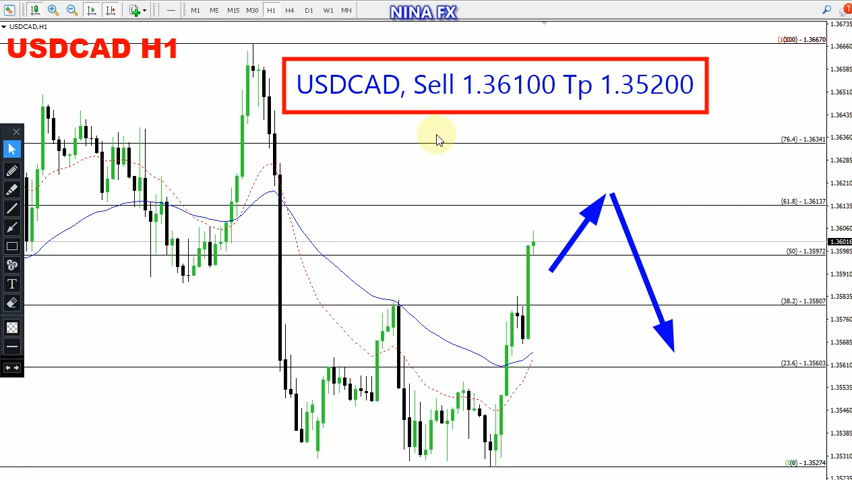 M1 M5 M15 M30 H1 H4 D1 W1 MN
NINA FX
USDCAD,H1
USDCAD H1
USDCAD, Sell 1.36100 Tp 1.35200
(100) - 1.36670
(76.4) - 1.36341
(61.8) - 1.36137
(50) - 1.35972
(38.2) - 1.35807
(23.6) - 1.35603
(0) - 1.35274
1.36735
1.36660
1.36585
1.36510
1.36435
1.36360
1.36285
1.36210
1.36135
1.36060
1.36016
1.35910
1.35835
1.35760
1.35685
1.35610
1.35535
1.35460
1.35385
1.35310
1.35235
T